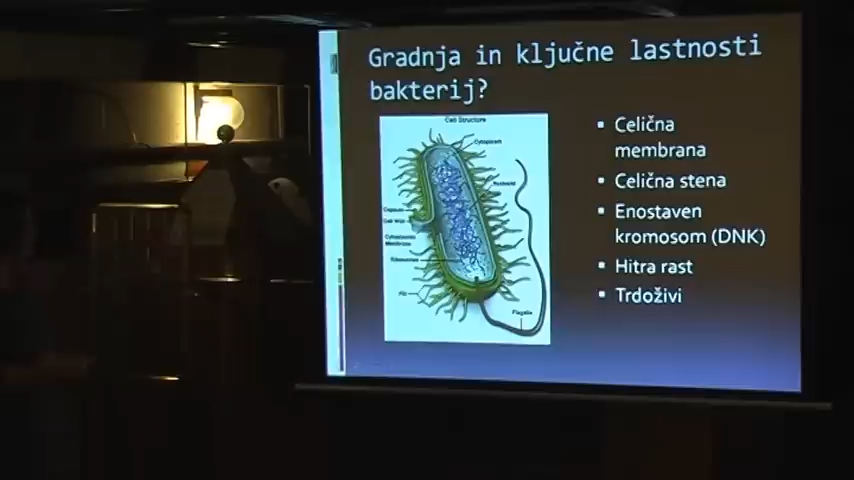 Gradnja in ključne lastnosti
bakterij?
Cell Structure
Cytoplasm
Nucleoid
Capsule
Cell Wall
Cytoplasmic
Membrane
Ribosomes
Pili
Flagella
▪ Celična
membrana
▪ Celična stena
▪ Enostaven
kromosom (DNK)
▪ Hitra rast
▪ Trdoživi